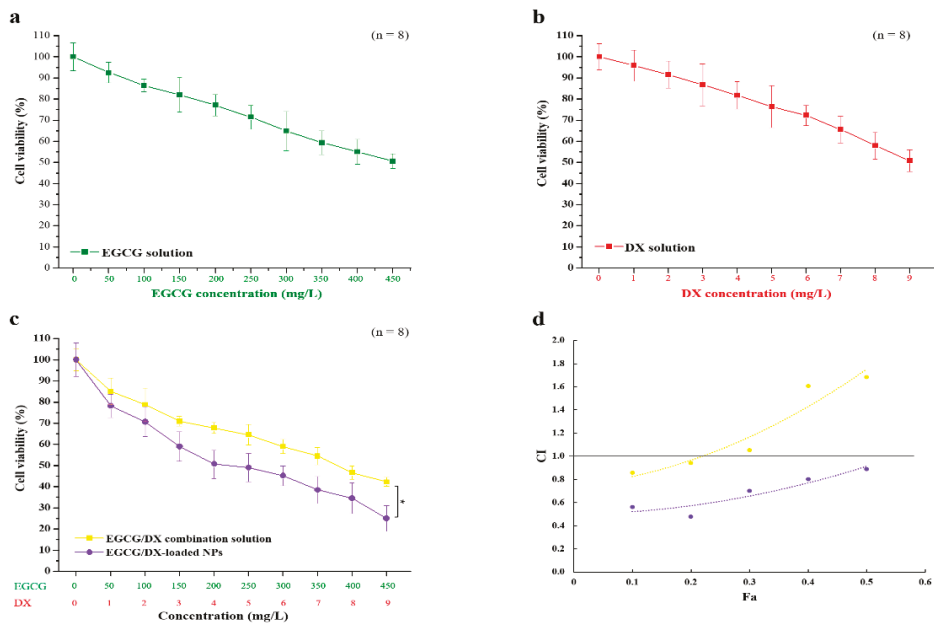 a
(n = 8)
110
100
90
80
70
60
50
40
30
20
10
0
Cell viability (%)
EGCG solution
0 50 100 150 200 250 300 350 400 450
EGCG concentration (mg/L)
b
(n = 8)
110
100
90
80
70
60
50
40
30
20
10
0
Cell viability (%)
DX solution
0 1 2 3 4 5 6 7 8 9
DX concentration (mg/L)
c
(n = 8)
110
100
90
80
70
60
50
40
30
20
10
0
Cell viability (%)
*
EGCG/DX combination solution
EGCG/DX-loaded NPs
EGCG 0 50 100 150 200 250 300 350 400 450
DX 0 1 2 3 4 5 6 7 8 9
Concentration (mg/L)
d
2.0
1.8
1.6
1.4
1.2
1.0
0.8
0.6
0.4
0.2
0
CI
0 0.1 0.2 0.3 0.4 0.5 0.6
Fa